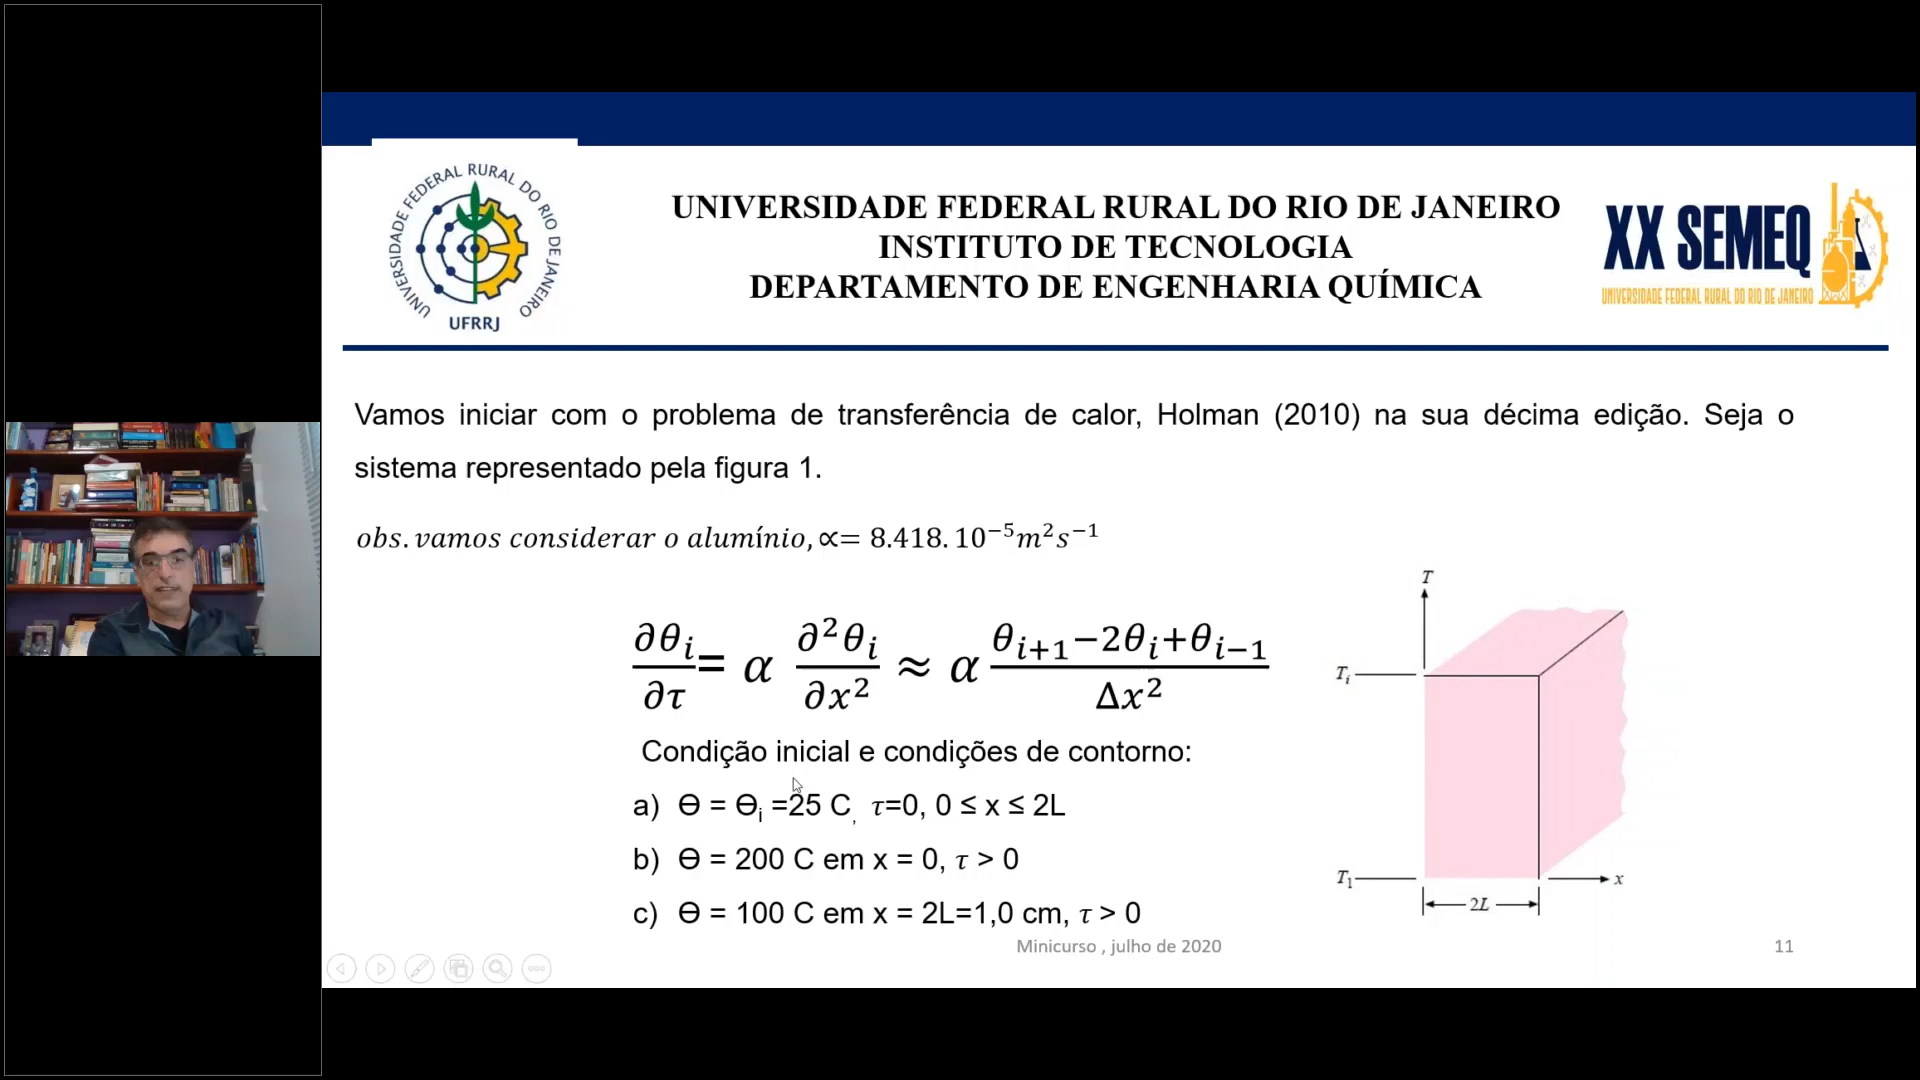 UNIVERSIDADE FEDERAL RURAL DO RIO DE JANEIRO
UFRRJ
UNIVERSIDADE FEDERAL RURAL DO RIO DE JANEIRO
INSTITUTO DE TECNOLOGIA
DEPARTAMENTO DE ENGENHARIA QUÍMICA
XX SEMEQ
UNIVERSIDADE FEDERAL RURAL DO RIO DE JANEIRO
Vamos iniciar com o problema de transferência de calor, Holman (2010) na sua décima edição. Seja o
sistema representado pela figura 1.
obs. vamos considerar o alumínio, ∝= 8.418. 10⁻⁵m²s⁻¹
∂θᵢ/∂τ = α ∂²θᵢ/∂x² ≈ α (θᵢ₊₁−2θᵢ+θᵢ₋₁)/Δx²
Condição inicial e condições de contorno:
a) Ө = Өᵢ =25 C, τ=0, 0 ≤ x ≤ 2L
b) Ө = 200 C em x = 0, τ > 0
c) Ө = 100 C em x = 2L=1,0 cm, τ > 0
T
Tᵢ
T₁
x
2L
Minicurso , julho de 2020
11